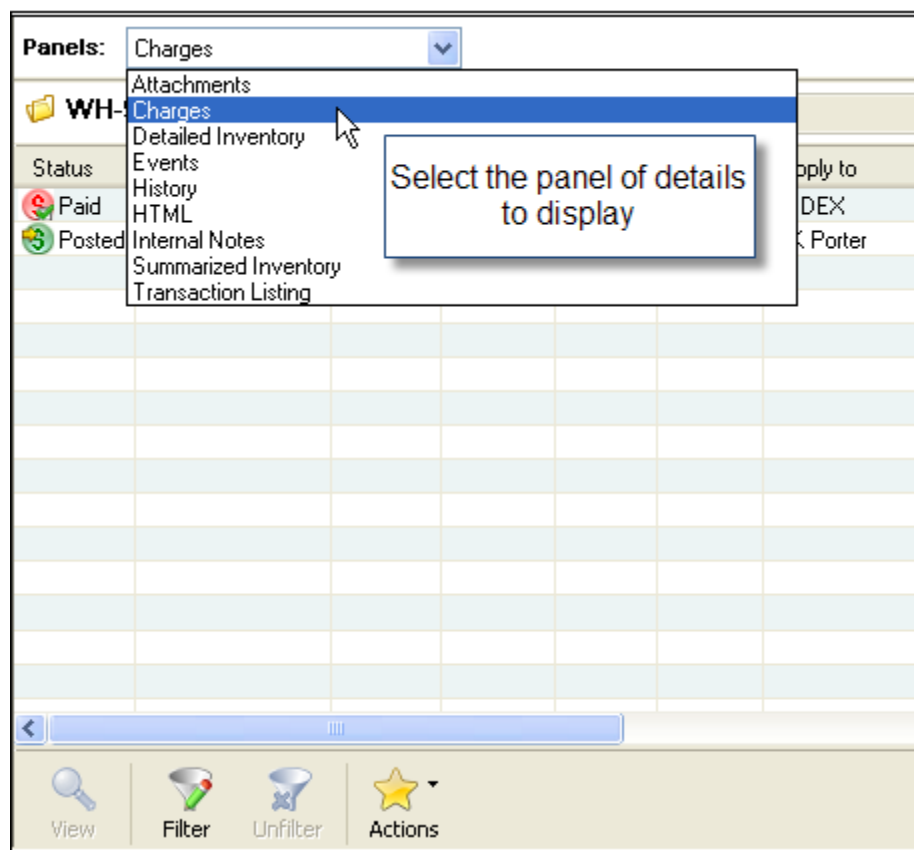 Panels: Charges
Attachments
WH-
Charges
Detailed Inventory
Status
Events
History
HTML
Internal Notes
Summarized Inventory
Transaction Listing
Select the panel of details
to display
pply to
Paid
DEX
Posted
Porter
View
Filter
Unfilter
Actions